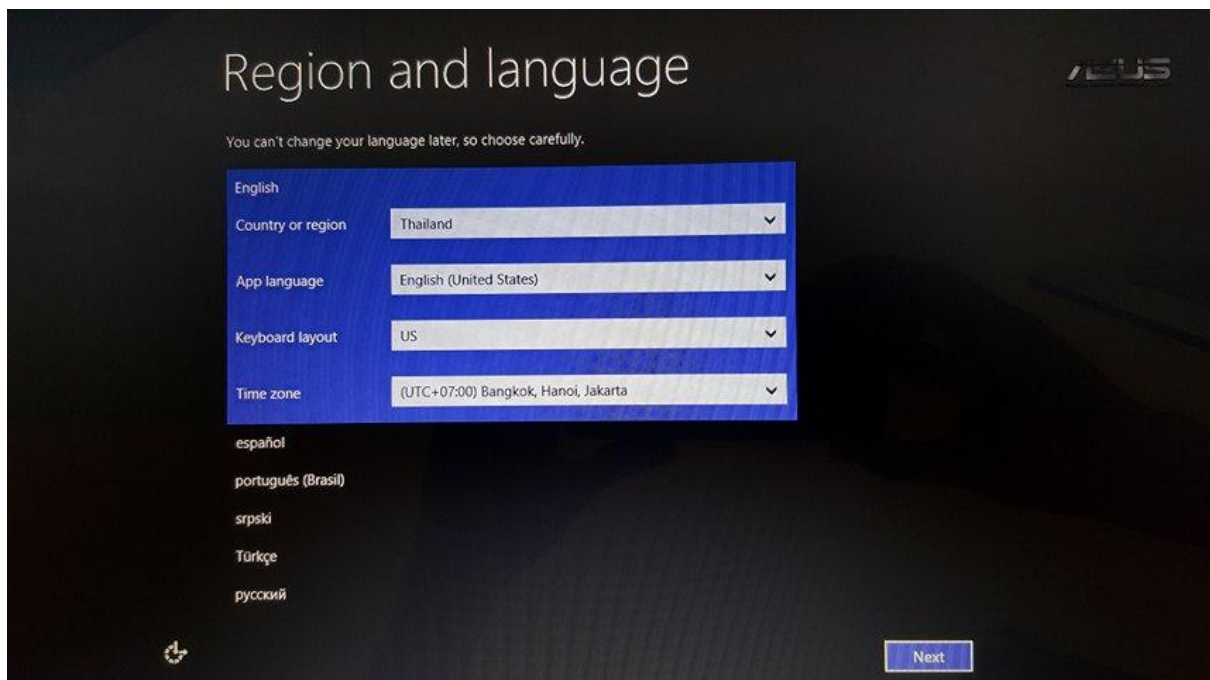 Region and language
ASUS
You can't change your language later, so choose carefully.
English
Country or region Thailand
App language English (United States)
Keyboard layout US
Time zone (UTC+07:00) Bangkok, Hanoi, Jakarta
español
português (Brasil)
srpski
Türkçe
русский
Next